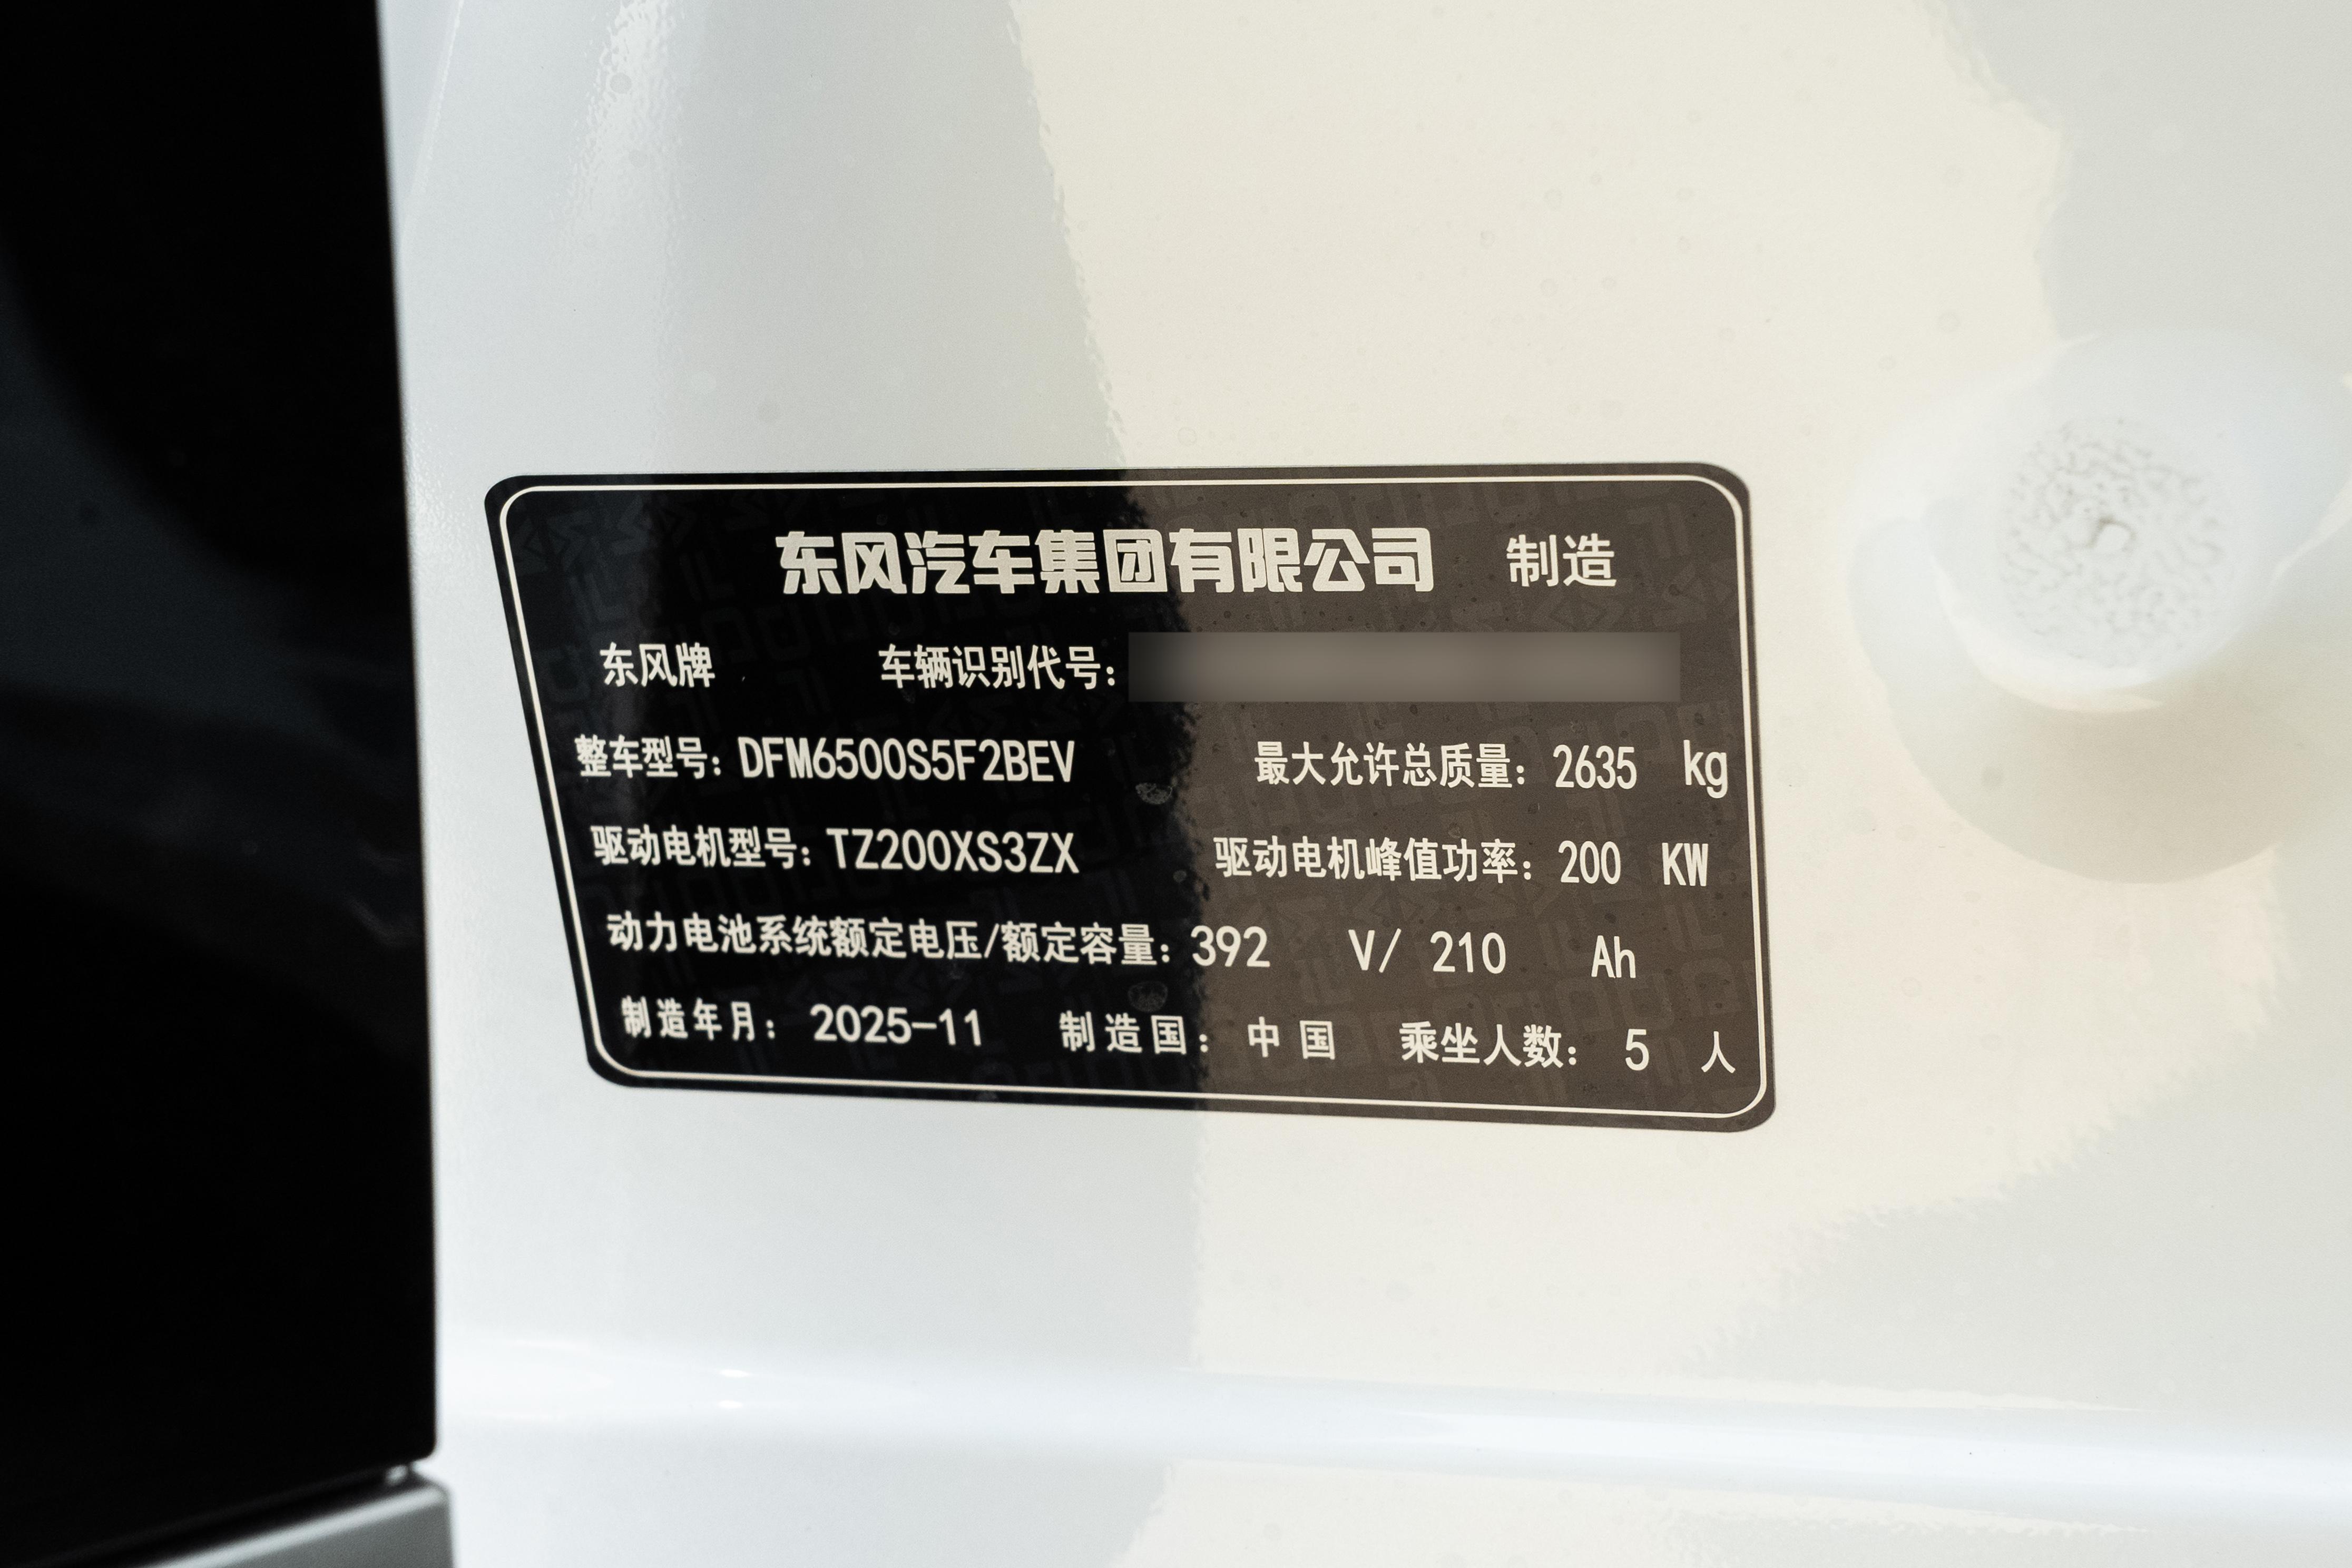 东风汽车集团有限公司 制造
东风牌 车辆识别代号:
整车型号: DFM6500S5F2BEV 最大允许总质量: 2635 kg
驱动电机型号: TZ200XS3ZX 驱动电机峰值功率: 200 KW
动力电池系统额定电压/额定容量: 392 V/ 210 Ah
制造年月: 2025-11 制造国: 中国 乘坐人数: 5 人